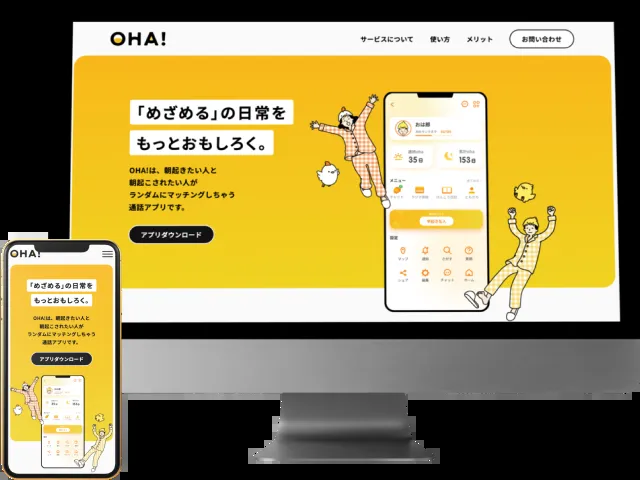 OHA!
サービスについて
使い方
メリット
お問い合わせ
「めざめる」の日常を
もっとおもしろく。
OHA!は、朝起きたい人と
朝起こされたい人が
ランダムにマッチングしちゃう
通話アプリです。
アプリダウンロード
おは朝
35日
153日
メニュー
OHA!
「めざめる」の日常を
もっとおもしろく。
OHA!は、朝起きたい人と
朝起こされたい人が
ランダムにマッチングしちゃう
通話アプリです。
アプリダウンロード